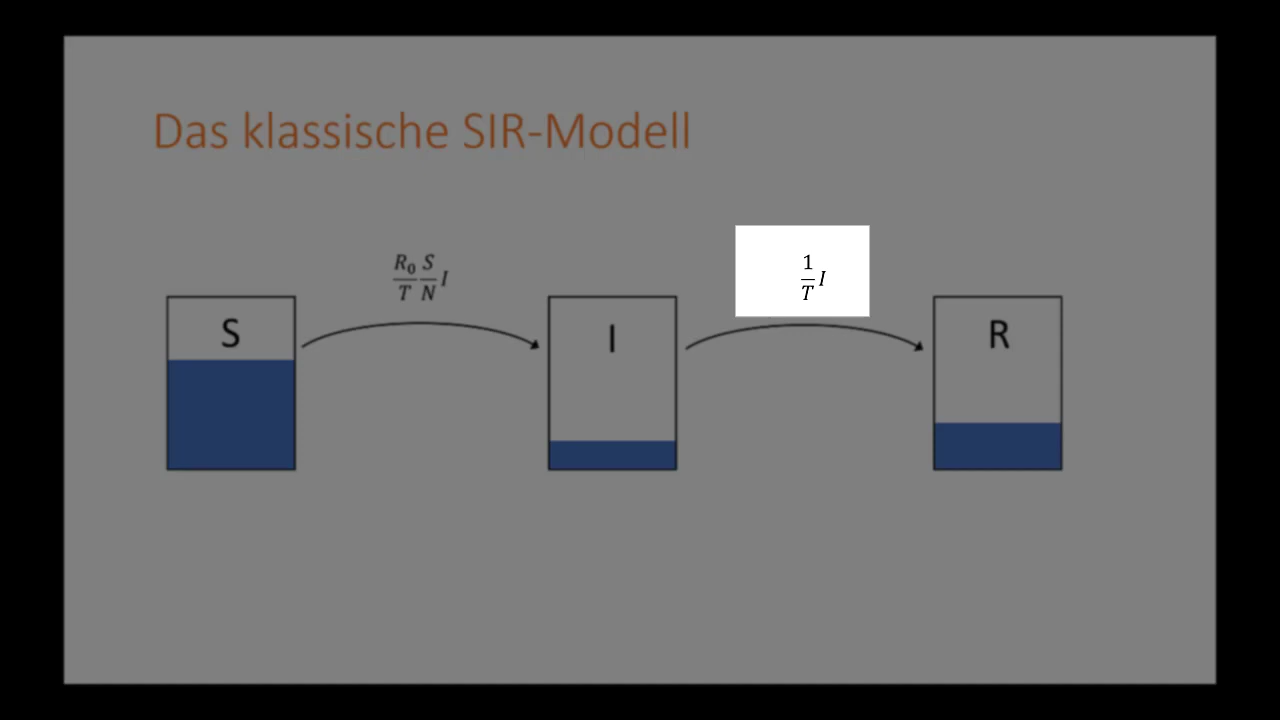 Das klassische SIR-Modell
R₀/T S/N I
1/T I
S
I
R